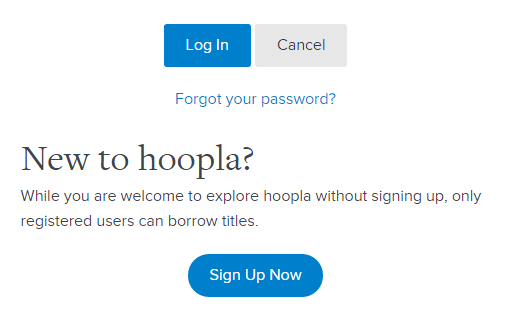 Log In Cancel
Forgot your password?
New to hoopla?
While you are welcome to explore hoopla without signing up, only
registered users can borrow titles.
Sign Up Now